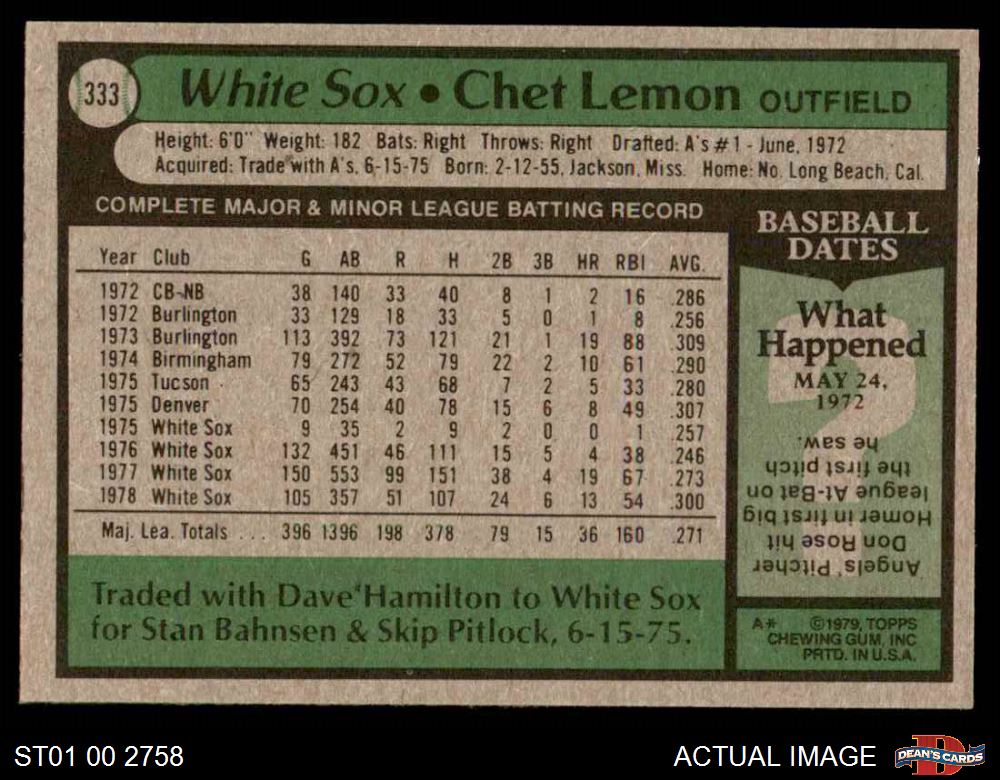 333
White Sox • Chet Lemon OUTFIELD
Height: 6'0" Weight: 182 Bats: Right Throws: Right Drafted: A's #1 - June, 1972
Acquired: Trade with A's, 6-15-75 Born: 2-12-55, Jackson, Miss. Home: No. Long Beach, Cal.
COMPLETE MAJOR & MINOR LEAGUE BATTING RECORD
Year Club G AB R H 2B 3B HR RBI AVG.
1972 CB-NB 38 140 33 40 8 1 2 16 .286
1972 Burlington 33 129 18 33 5 0 1 8 .256
1973 Burlington 113 392 73 121 21 1 19 88 .309
1974 Birmingham 79 272 52 79 22 2 10 61 .290
1975 Tucson 65 243 43 68 7 2 5 33 .280
1975 Denver 70 254 40 78 15 6 8 49 .307
1975 White Sox 9 35 2 9 2 0 0 1 .257
1976 White Sox 132 451 46 111 15 5 4 38 .246
1977 White Sox 150 553 99 151 38 4 19 67 .273
1978 White Sox 105 357 51 107 24 6 13 54 .300
Maj. Lea. Totals ... 396 1396 198 378 79 15 36 160 .271
Traded with Dave Hamilton to White Sox
for Stan Bahnsen & Skip Pitlock, 6-15-75.
BASEBALL
DATES
What
Happened
MAY 24,
1972
?
Angels' Pitcher
Don Rose hit
Homer in first big
league At-Bat on
the first pitch
he saw.
A* ©1979, TOPPS
CHEWING GUM, INC
PRTD. IN U.S.A.
ST01 00 2758
ACTUAL IMAGE
D
DEAN'S CARDS